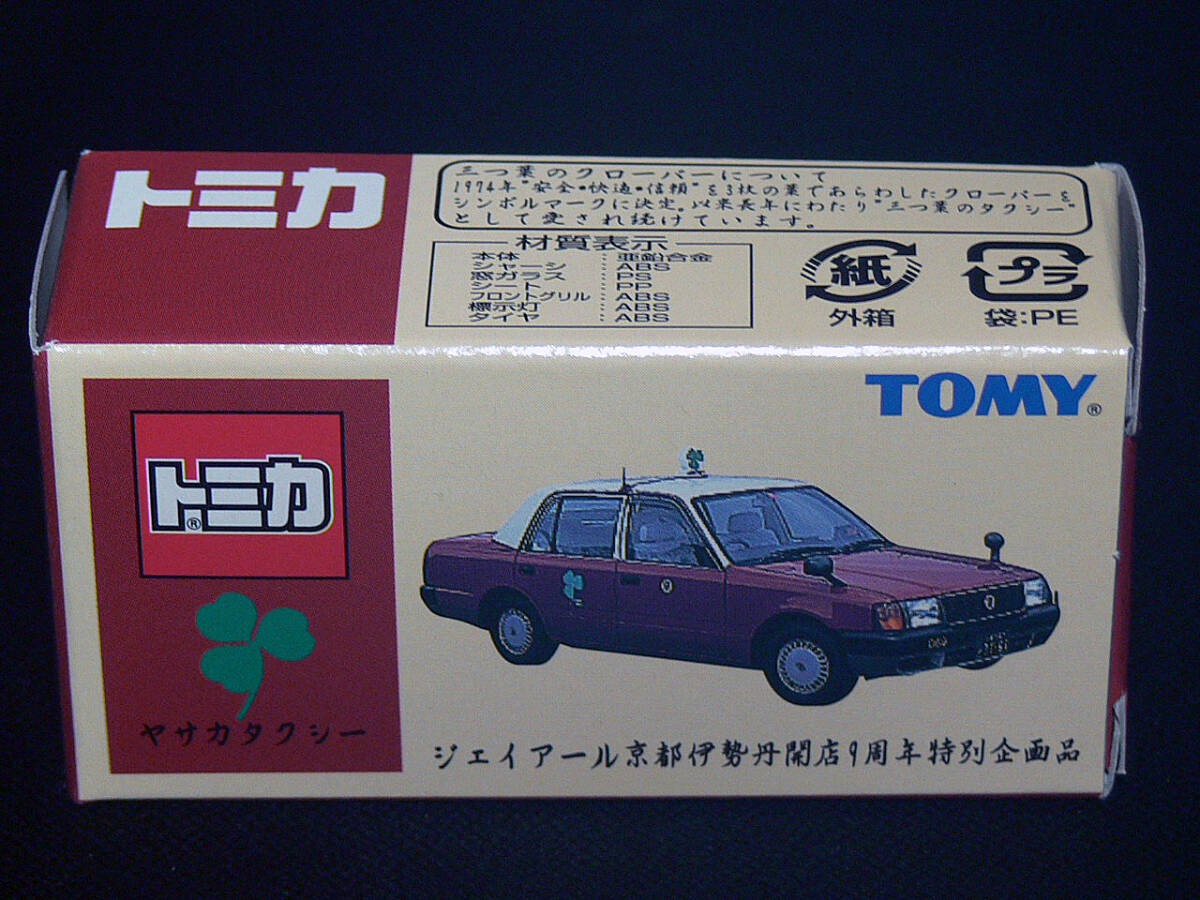 トミカ
三つ葉のクローバーについて
1974年"安全・快適・信頼"を3枚の葉であらわしたクローバーを
シンボルマークに決定。以来長年にわたり"三つ葉のタクシー"
として愛され続けています。
材質表示
本体:亜鉛合金
シャーシ:ABS
窓ガラス:PS
シート:PP
フロントグリル:ABS
標示灯:ABS
タイヤ:ABS
紙
外箱
プラ
袋:PE
TOMY®
トミカ®
ヤサカタクシー
ジェイアール京都伊勢丹開店9周年特別企画品